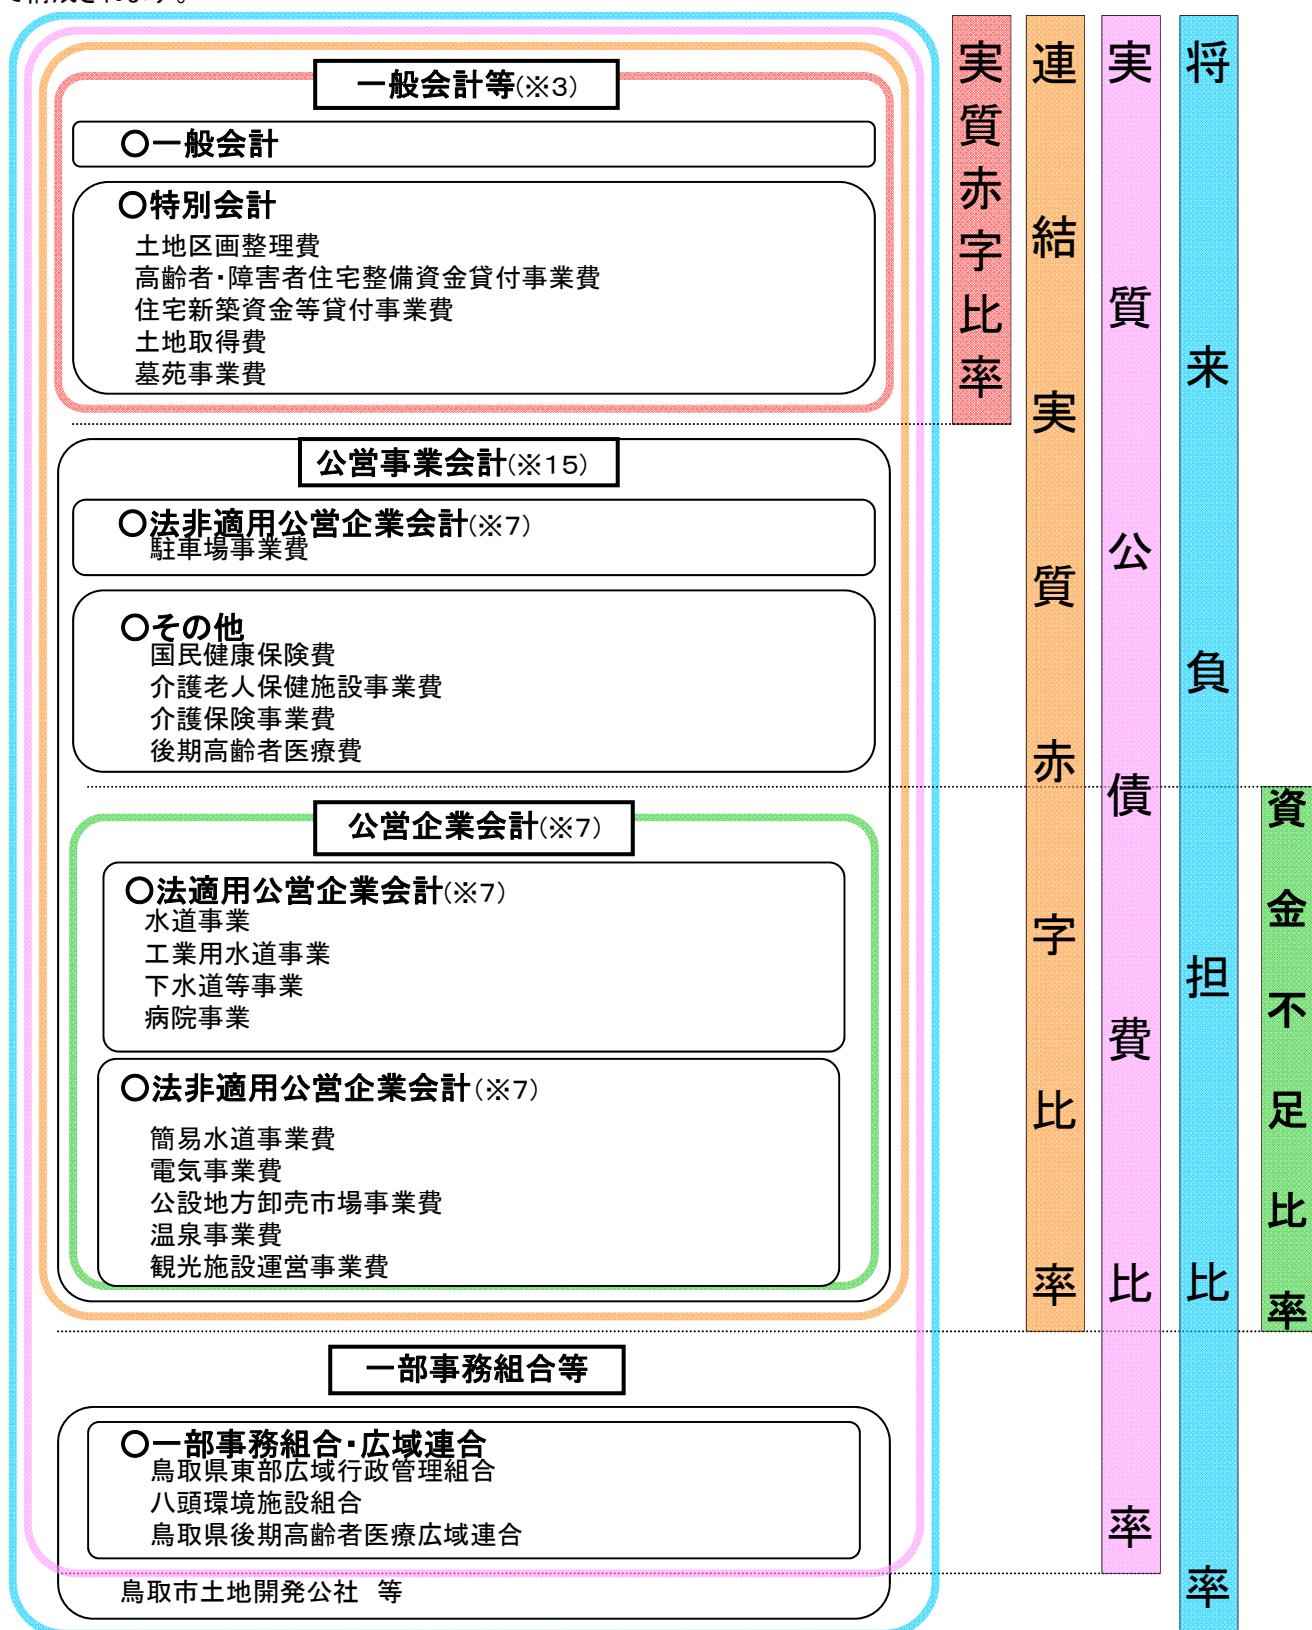 て構成されます。
一般会計等(※3)
○一般会計
○特別会計
土地区画整理費
高齢者・障害者住宅整備資金貸付事業費
住宅新築資金等貸付事業費
土地取得費
墓苑事業費
公営事業会計(※15)
○法非適用公営企業会計(※7)
駐車場事業費
○その他
国民健康保険費
介護老人保健施設事業費
介護保険事業費
後期高齢者医療費
公営企業会計(※7)
○法適用公営企業会計(※7)
水道事業
工業用水道事業
下水道等事業
病院事業
○法非適用公営企業会計(※7)
簡易水道事業費
電気事業費
公設地方卸売市場事業費
温泉事業費
観光施設運営事業費
一部事務組合等
○一部事務組合・広域連合
鳥取県東部広域行政管理組合
八頭環境施設組合
鳥取県後期高齢者医療広域連合
鳥取市土地開発公社　等
実質赤字比率
連結実質赤字比率
実質公債費比率
将来負担比率
資金不足比率